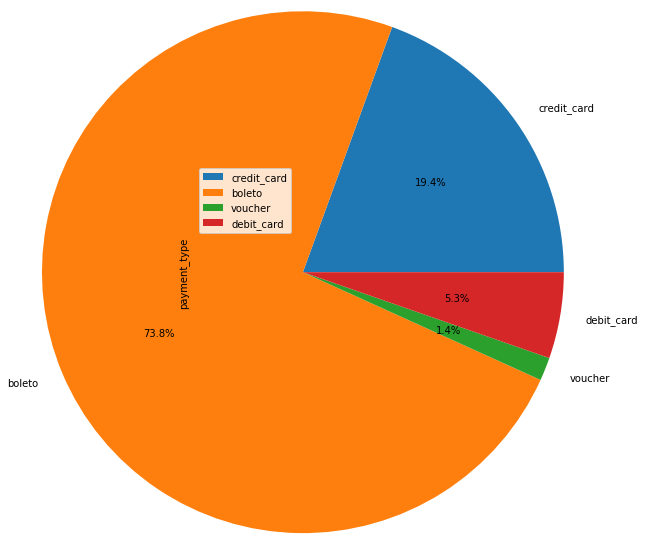 credit_card
19.4%
credit_card
boleto
voucher
debit_card
payment_type
5.3%
debit_card
1.4%
73.8%
voucher
boleto